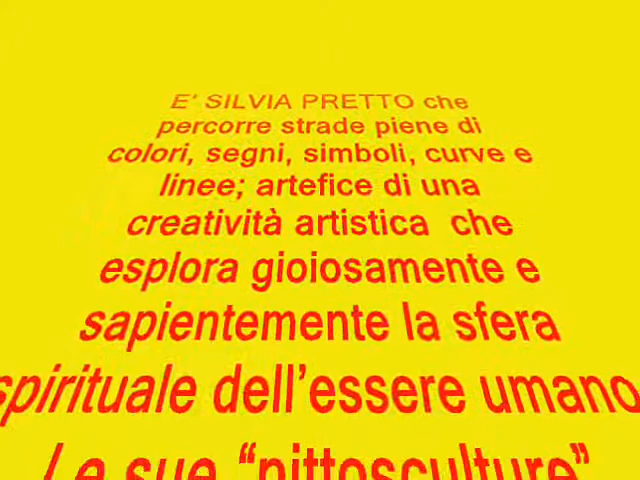 E' SILVIA PRETTO che
percorre strade piene di
colori, segni, simboli, curve e
linee; artefice di una
creatività artistica che
esplora gioiosamente e
sapientemente la sfera
spirituale dell’essere umano.
Le sue “pittosculture”